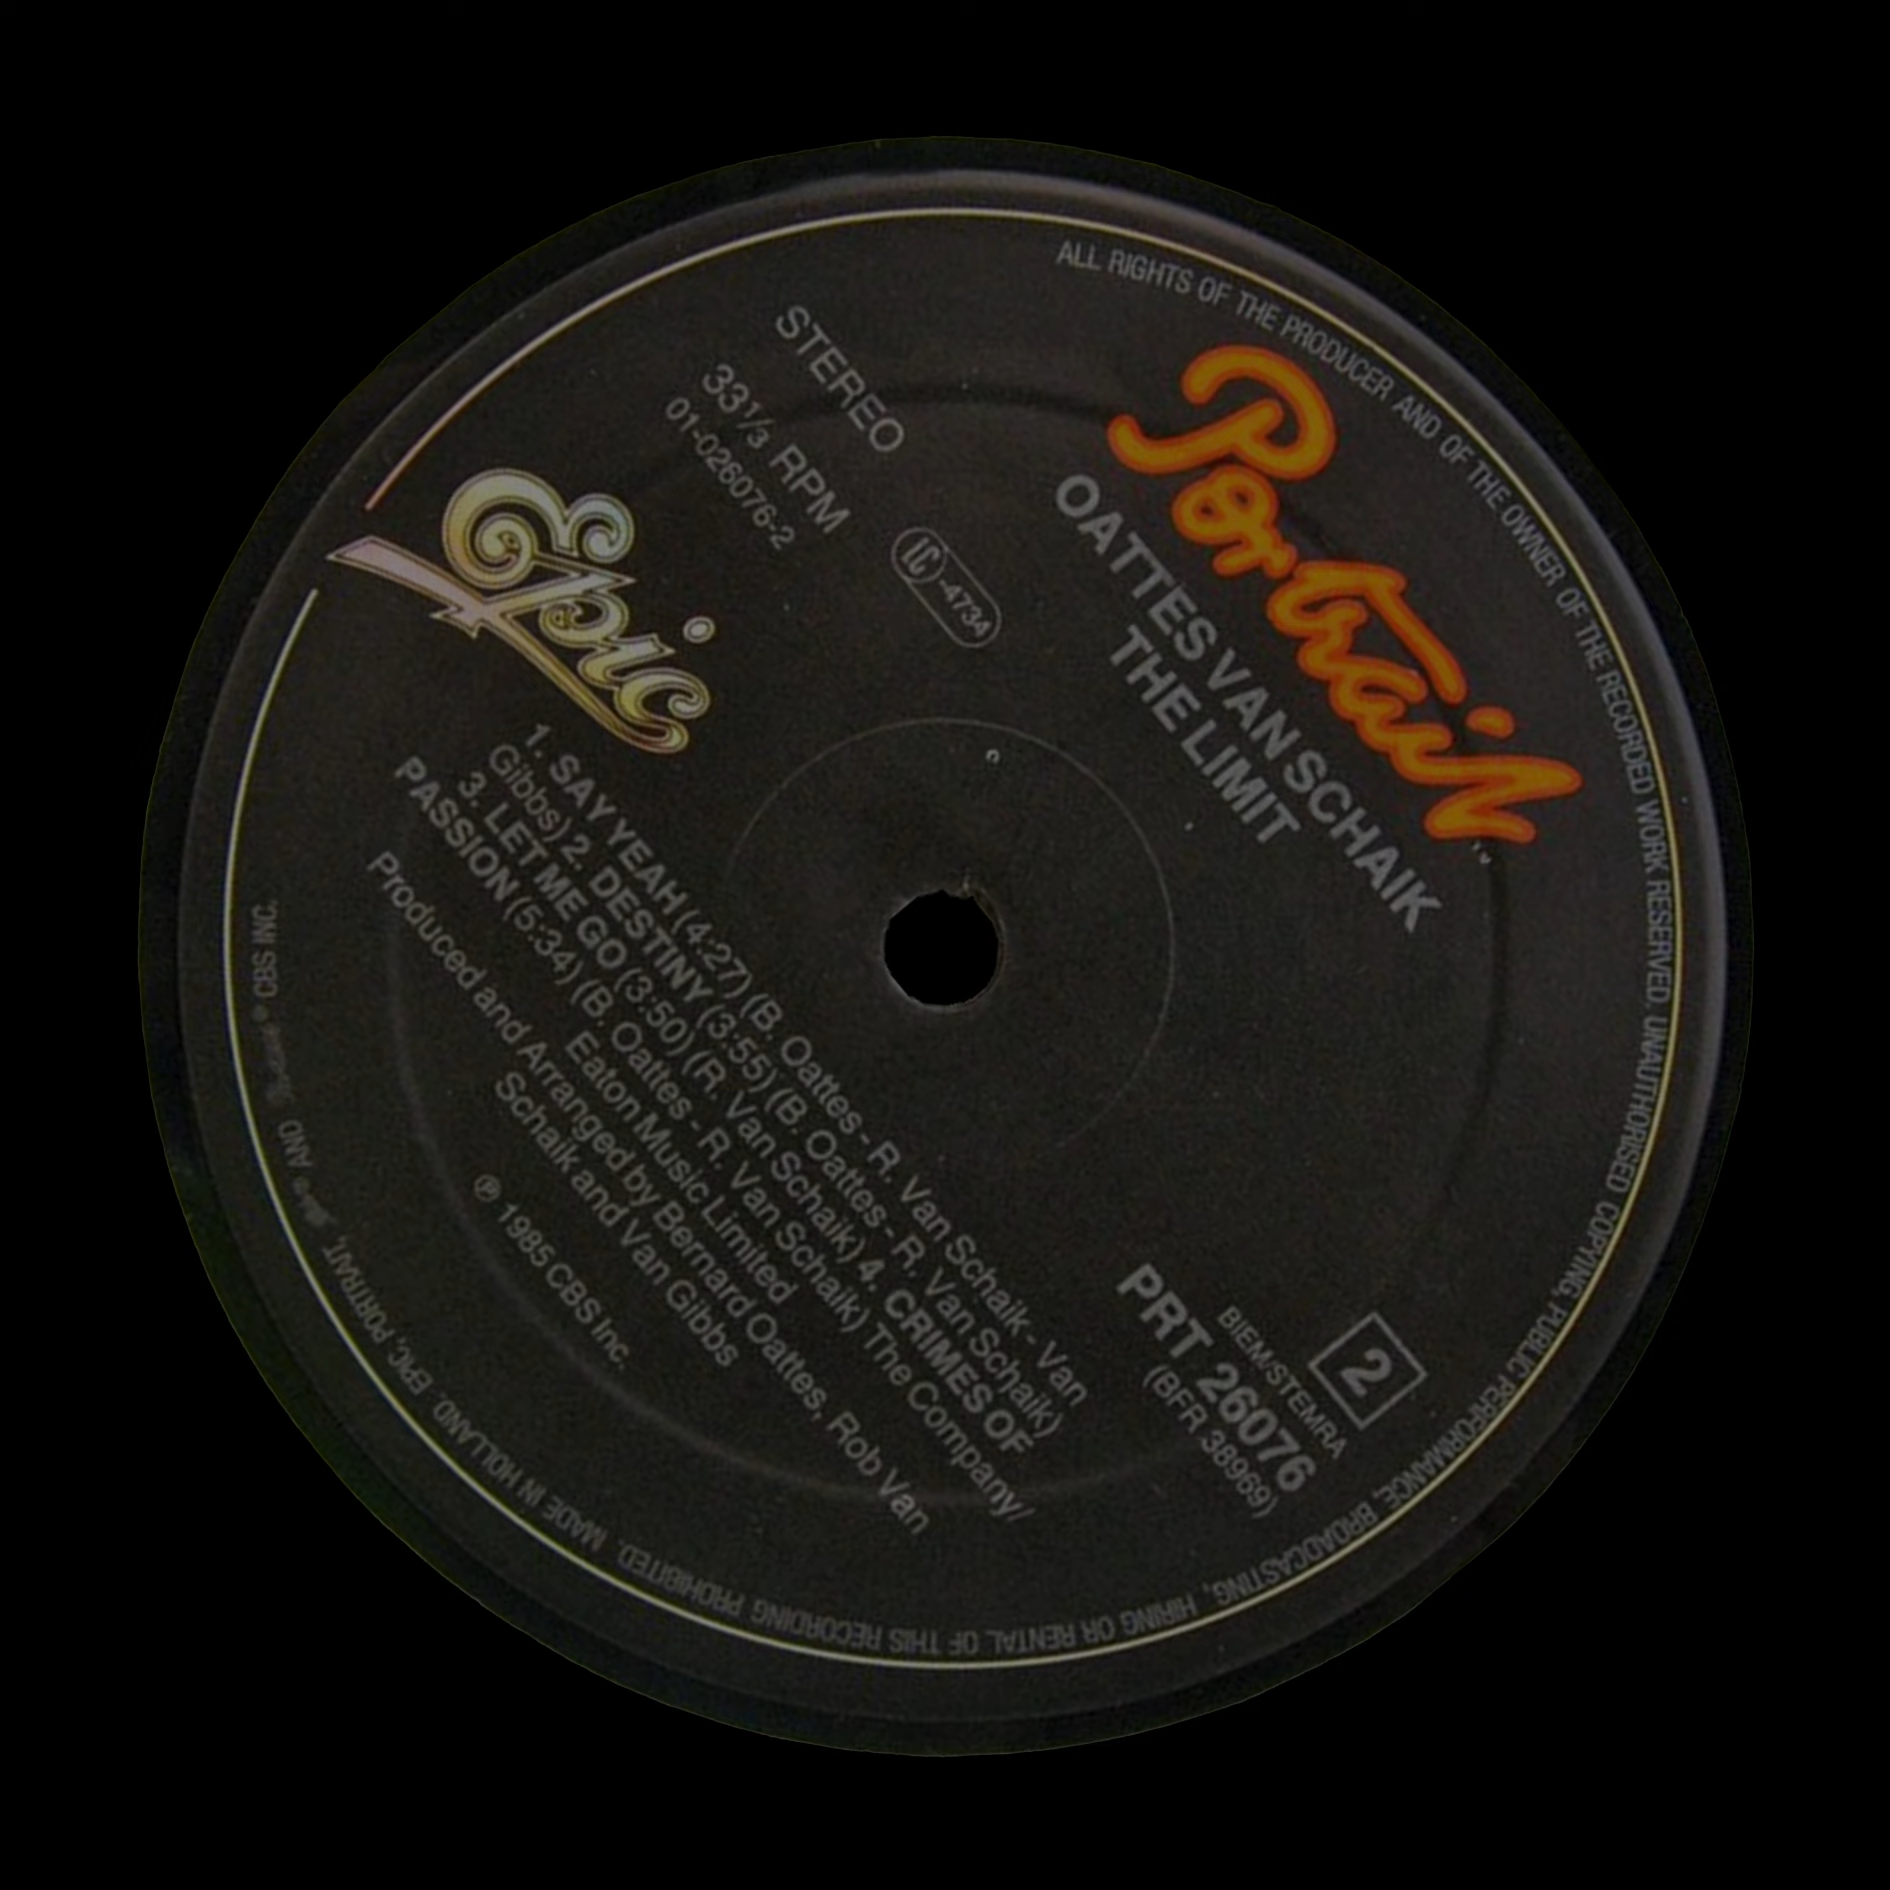 Portrait
OATTES VAN SCHAIK
THE LIMIT
STEREO
33⅓ RPM
01-026076-2
LC -4734
Epic
2
BIEM/STEMRA
PRT 26076
(BFR 38969)
1. SAY YEAH (4:27) (B. Oattes - R. Van Schaik - Van
Gibbs) 2. DESTINY (3:55) (B. Oattes - R. Van Schaik)
3. LET ME GO (3:50) (R. Van Schaik) 4. CRIMES OF
PASSION (5:34) (B. Oattes - R. Van Schaik) The Company/
Eaton Music Limited
Produced and Arranged by Bernard Oattes, Rob Van
Schaik and Van Gibbs
℗ 1985 CBS Inc.
ALL RIGHTS OF THE PRODUCER AND OF THE OWNER OF THE RECORDED WORK RESERVED. UNAUTHORISED COPYING, PUBLIC PERFORMANCE, BROADCASTING, HIRING OR RENTAL OF THIS RECORDING PROHIBITED. MADE IN HOLLAND. EPIC, PORTRAIT, Epic ® AND Portrait ® CBS INC.